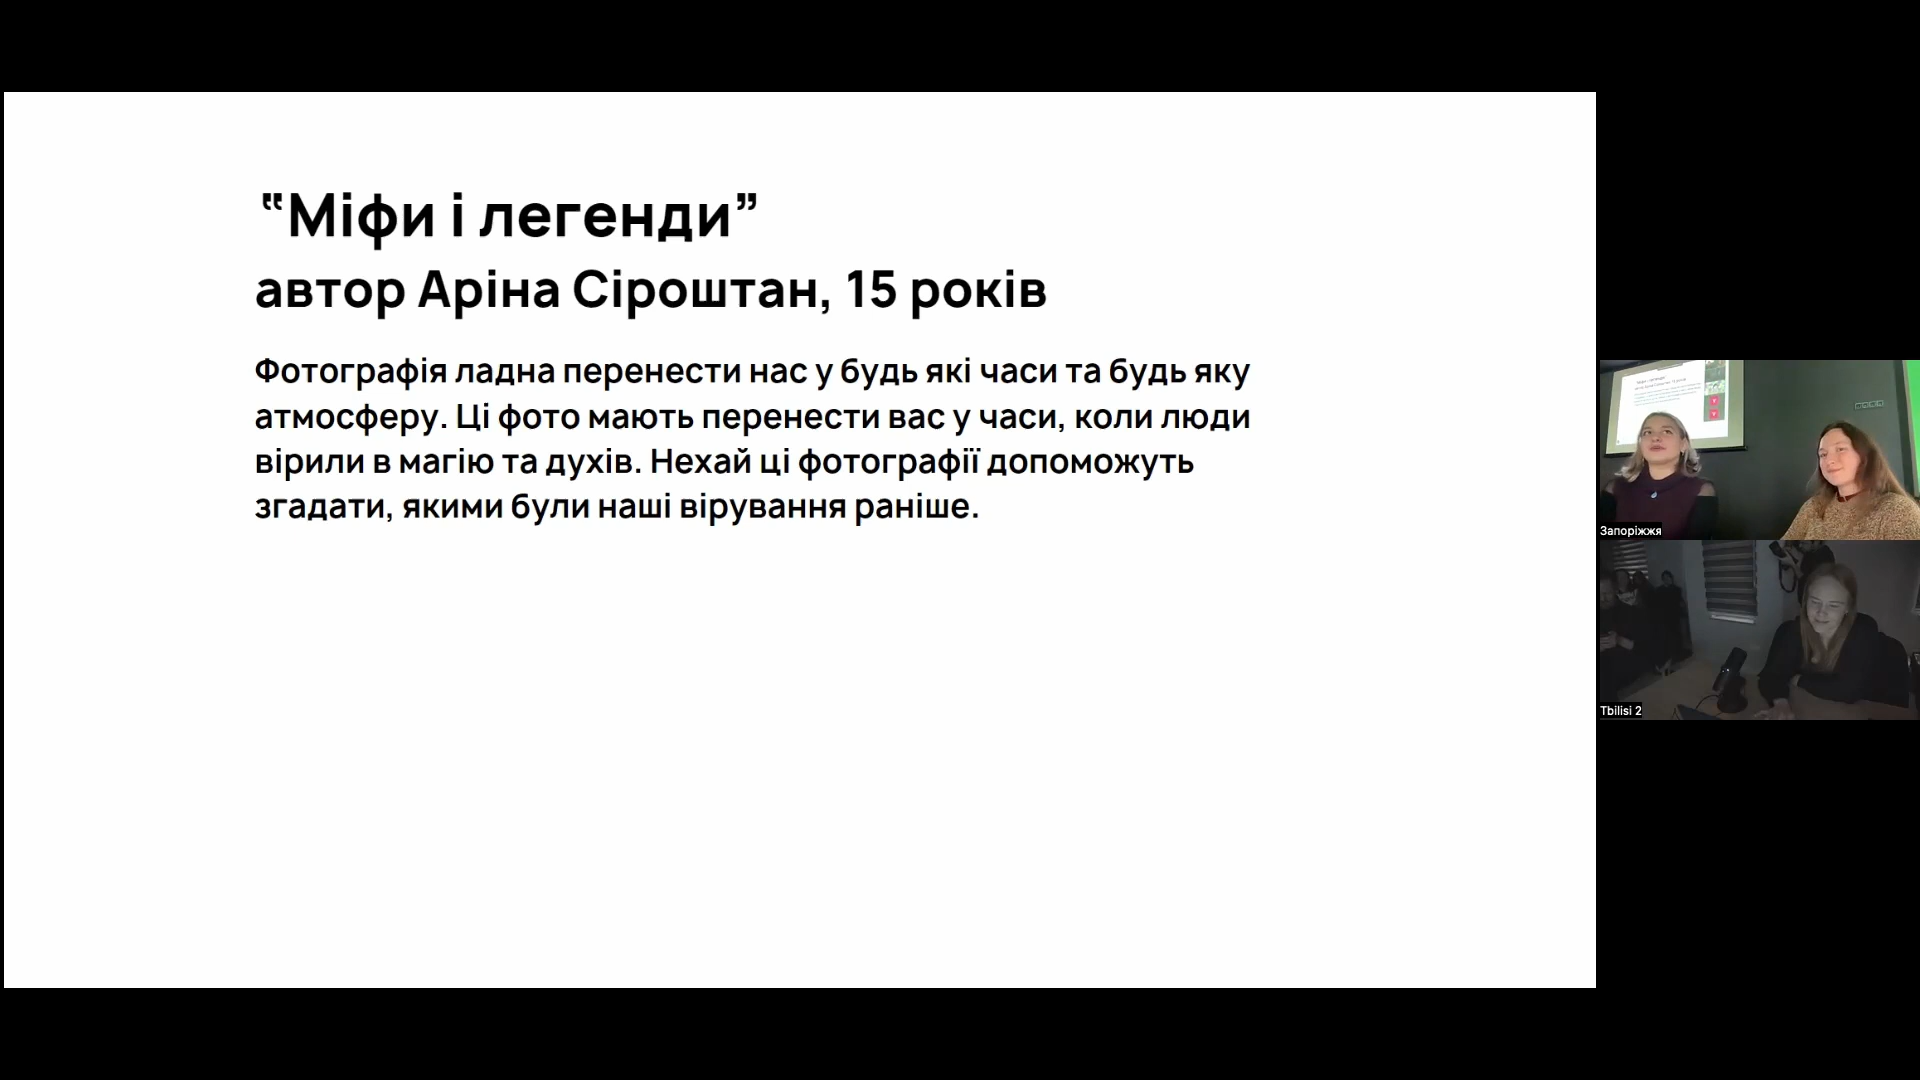 “Міфи і легенди”
автор Аріна Сіроштан, 15 років
Фотографія ладна перенести нас у будь які часи та будь яку
атмосферу. Ці фото мають перенести вас у часи, коли люди
вірили в магію та духів. Нехай ці фотографії допоможуть
згадати, якими були наші вірування раніше.
Запоріжжя
Tbilisi 2